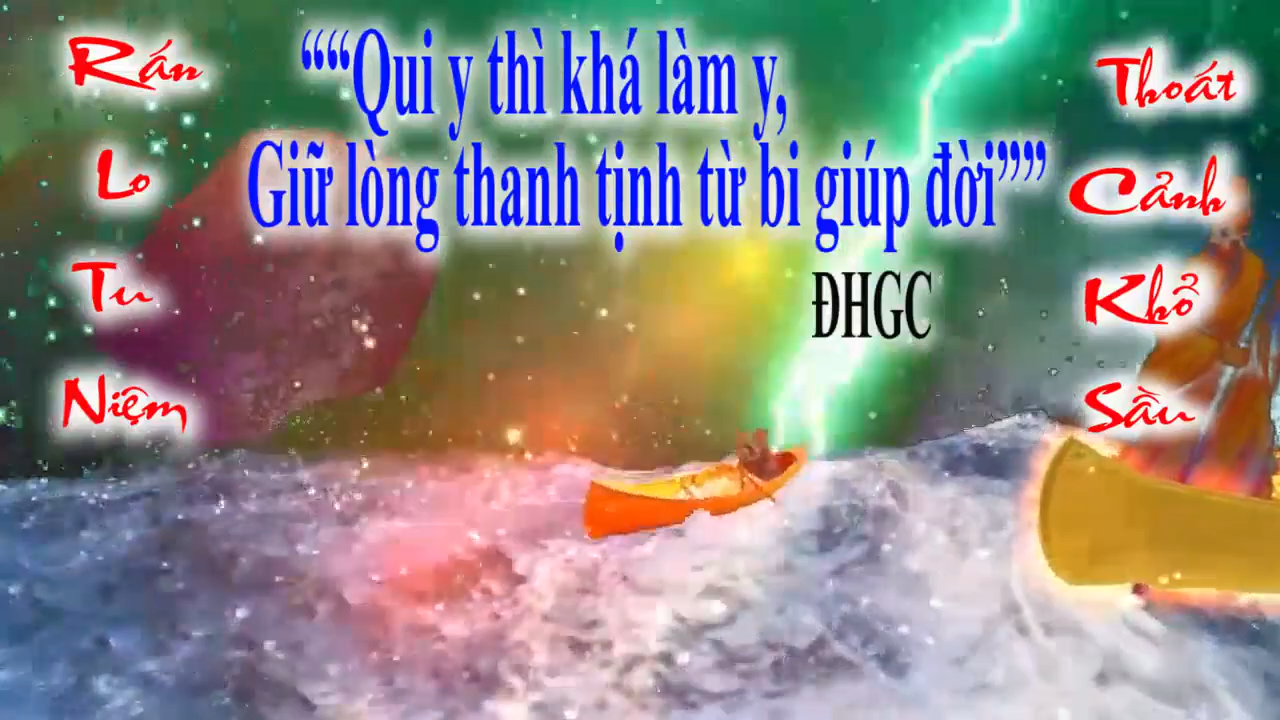 Rán
Lo
Tu
Niệm
““Qui y thì khá làm y,
Giữ lòng thanh tịnh từ bi giúp đời””
ĐHGC
Thoát
Cảnh
Khổ
Sầu